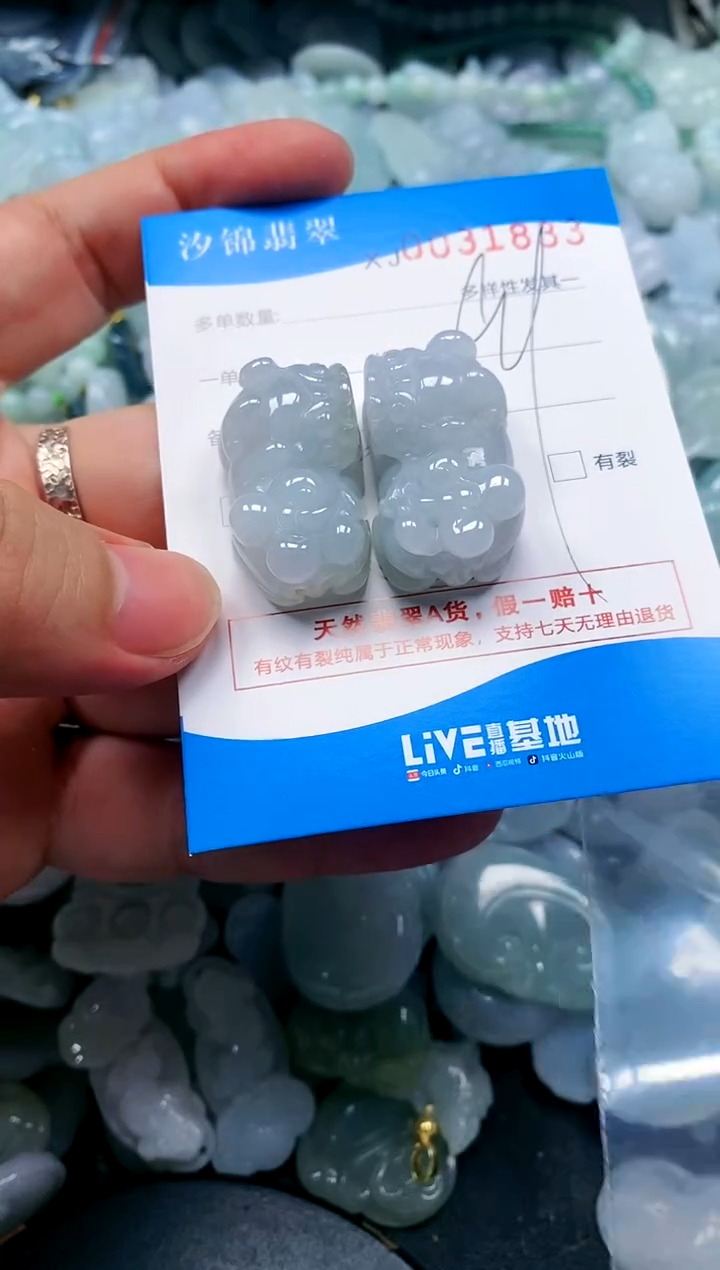 汐锦翡翠
XJ0031883
多单数量:
多样性发其一
一单
有裂
天然翡翠A货，假一赔十
有纹有裂纯属于正常现象，支持七天无理由退货
LiVE直播基地
今日头条 抖音 西瓜视频 抖音火山版